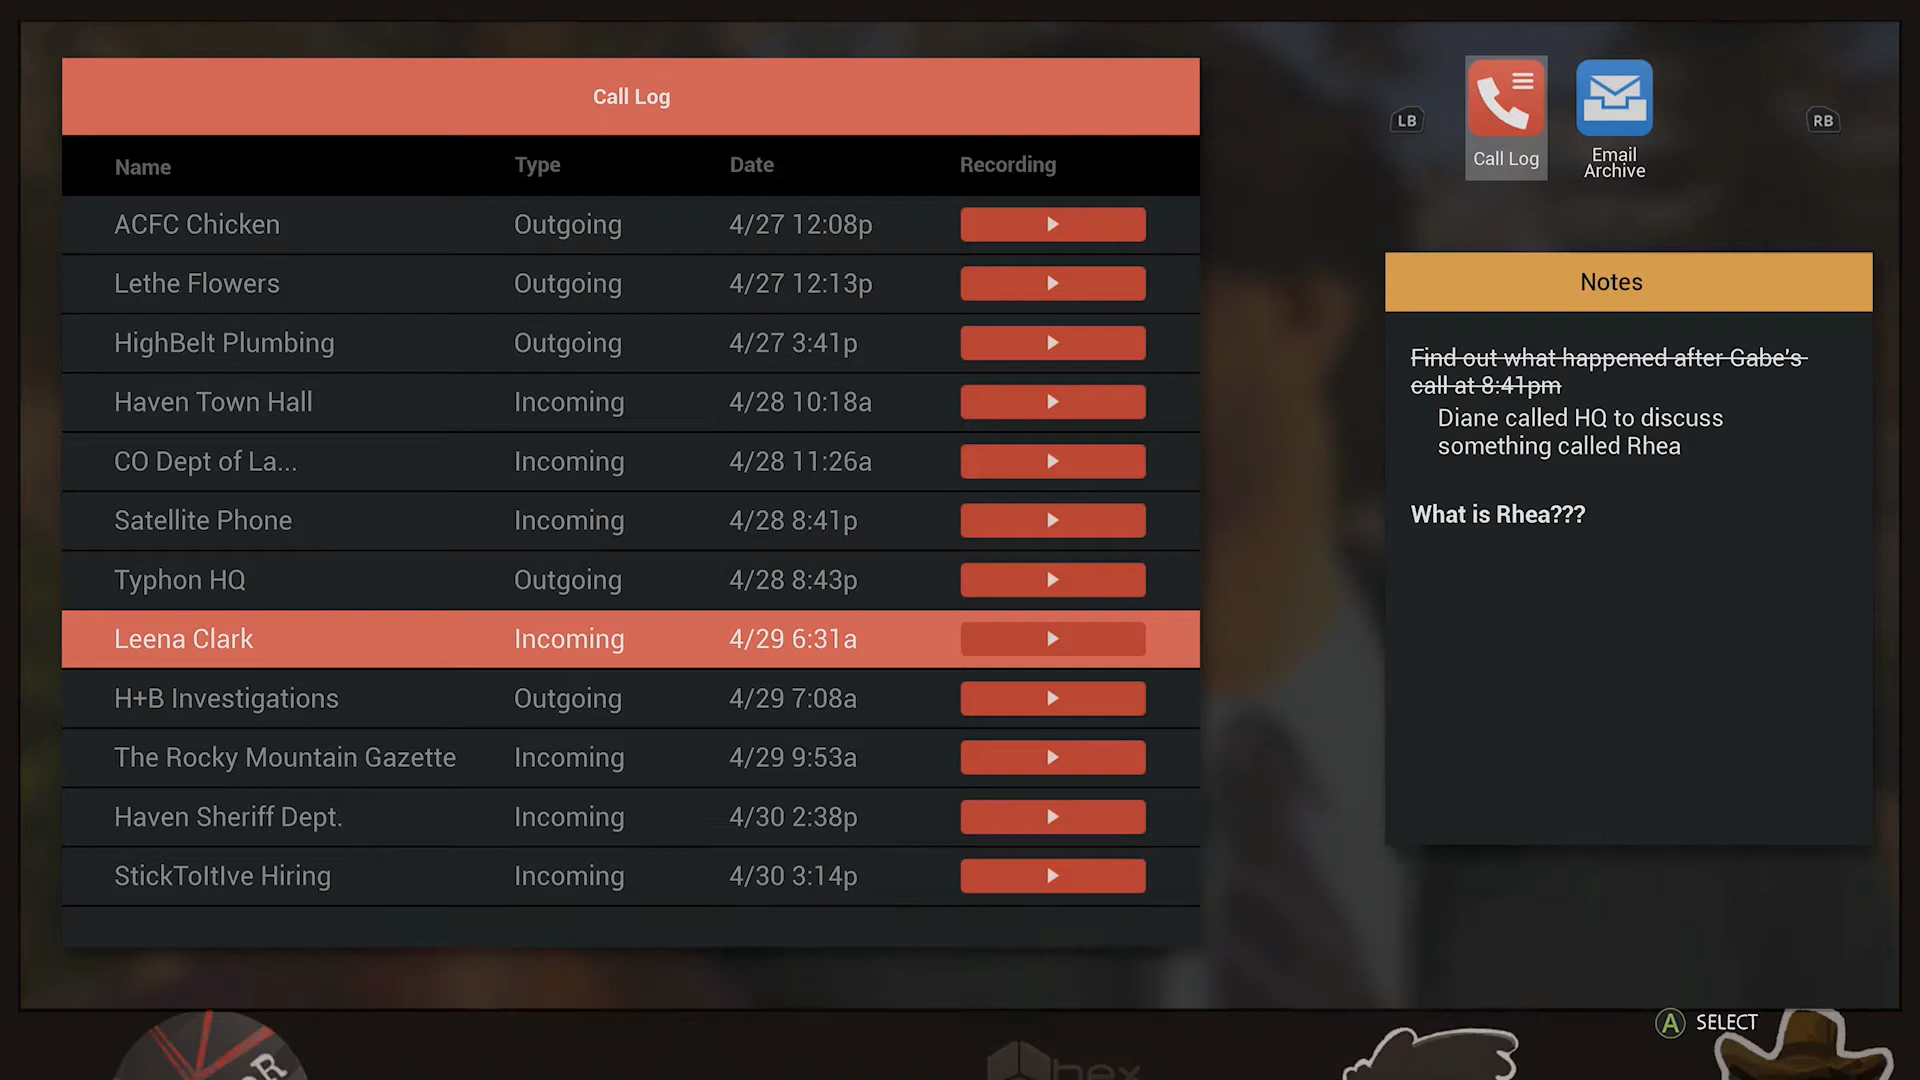 Call Log
Name Type Date Recording
ACFC Chicken Outgoing 4/27 12:08p
Lethe Flowers Outgoing 4/27 12:13p
HighBelt Plumbing Outgoing 4/27 3:41p
Haven Town Hall Incoming 4/28 10:18a
CO Dept of La... Incoming 4/28 11:26a
Satellite Phone Incoming 4/28 8:41p
Typhon HQ Outgoing 4/28 8:43p
Leena Clark Incoming 4/29 6:31a
H+B Investigations Outgoing 4/29 7:08a
The Rocky Mountain Gazette Incoming 4/29 9:53a
Haven Sheriff Dept. Incoming 4/30 2:38p
StickToItIve Hiring Incoming 4/30 3:14p
LB
Call Log
Email
Archive
RB
Notes
Find out what happened after Gabe's
call at 8:41pm
Diane called HQ to discuss
something called Rhea
What is Rhea???
A SELECT
hex